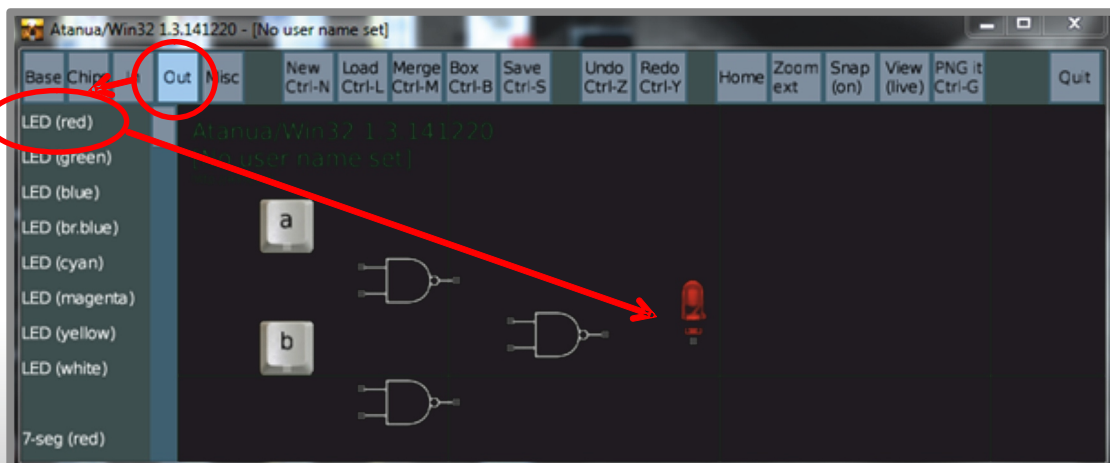 Atanua/Win32 1.3.141220 - [No user name set]
Base Chips In Out Misc New Ctrl-N Load Ctrl-L Merge Ctrl-M Box Ctrl-B Save Ctrl-S Undo Ctrl-Z Redo Ctrl-Y Home Zoom ext Snap (on) View (live) PNG it Ctrl-G Quit
LED (red)
Atanua/Win32 1.3.141220
[No user name set]
LED (green)
LED (blue)
LED (br.blue)
LED (cyan)
LED (magenta)
LED (yellow)
LED (white)
7-seg (red)
a
b